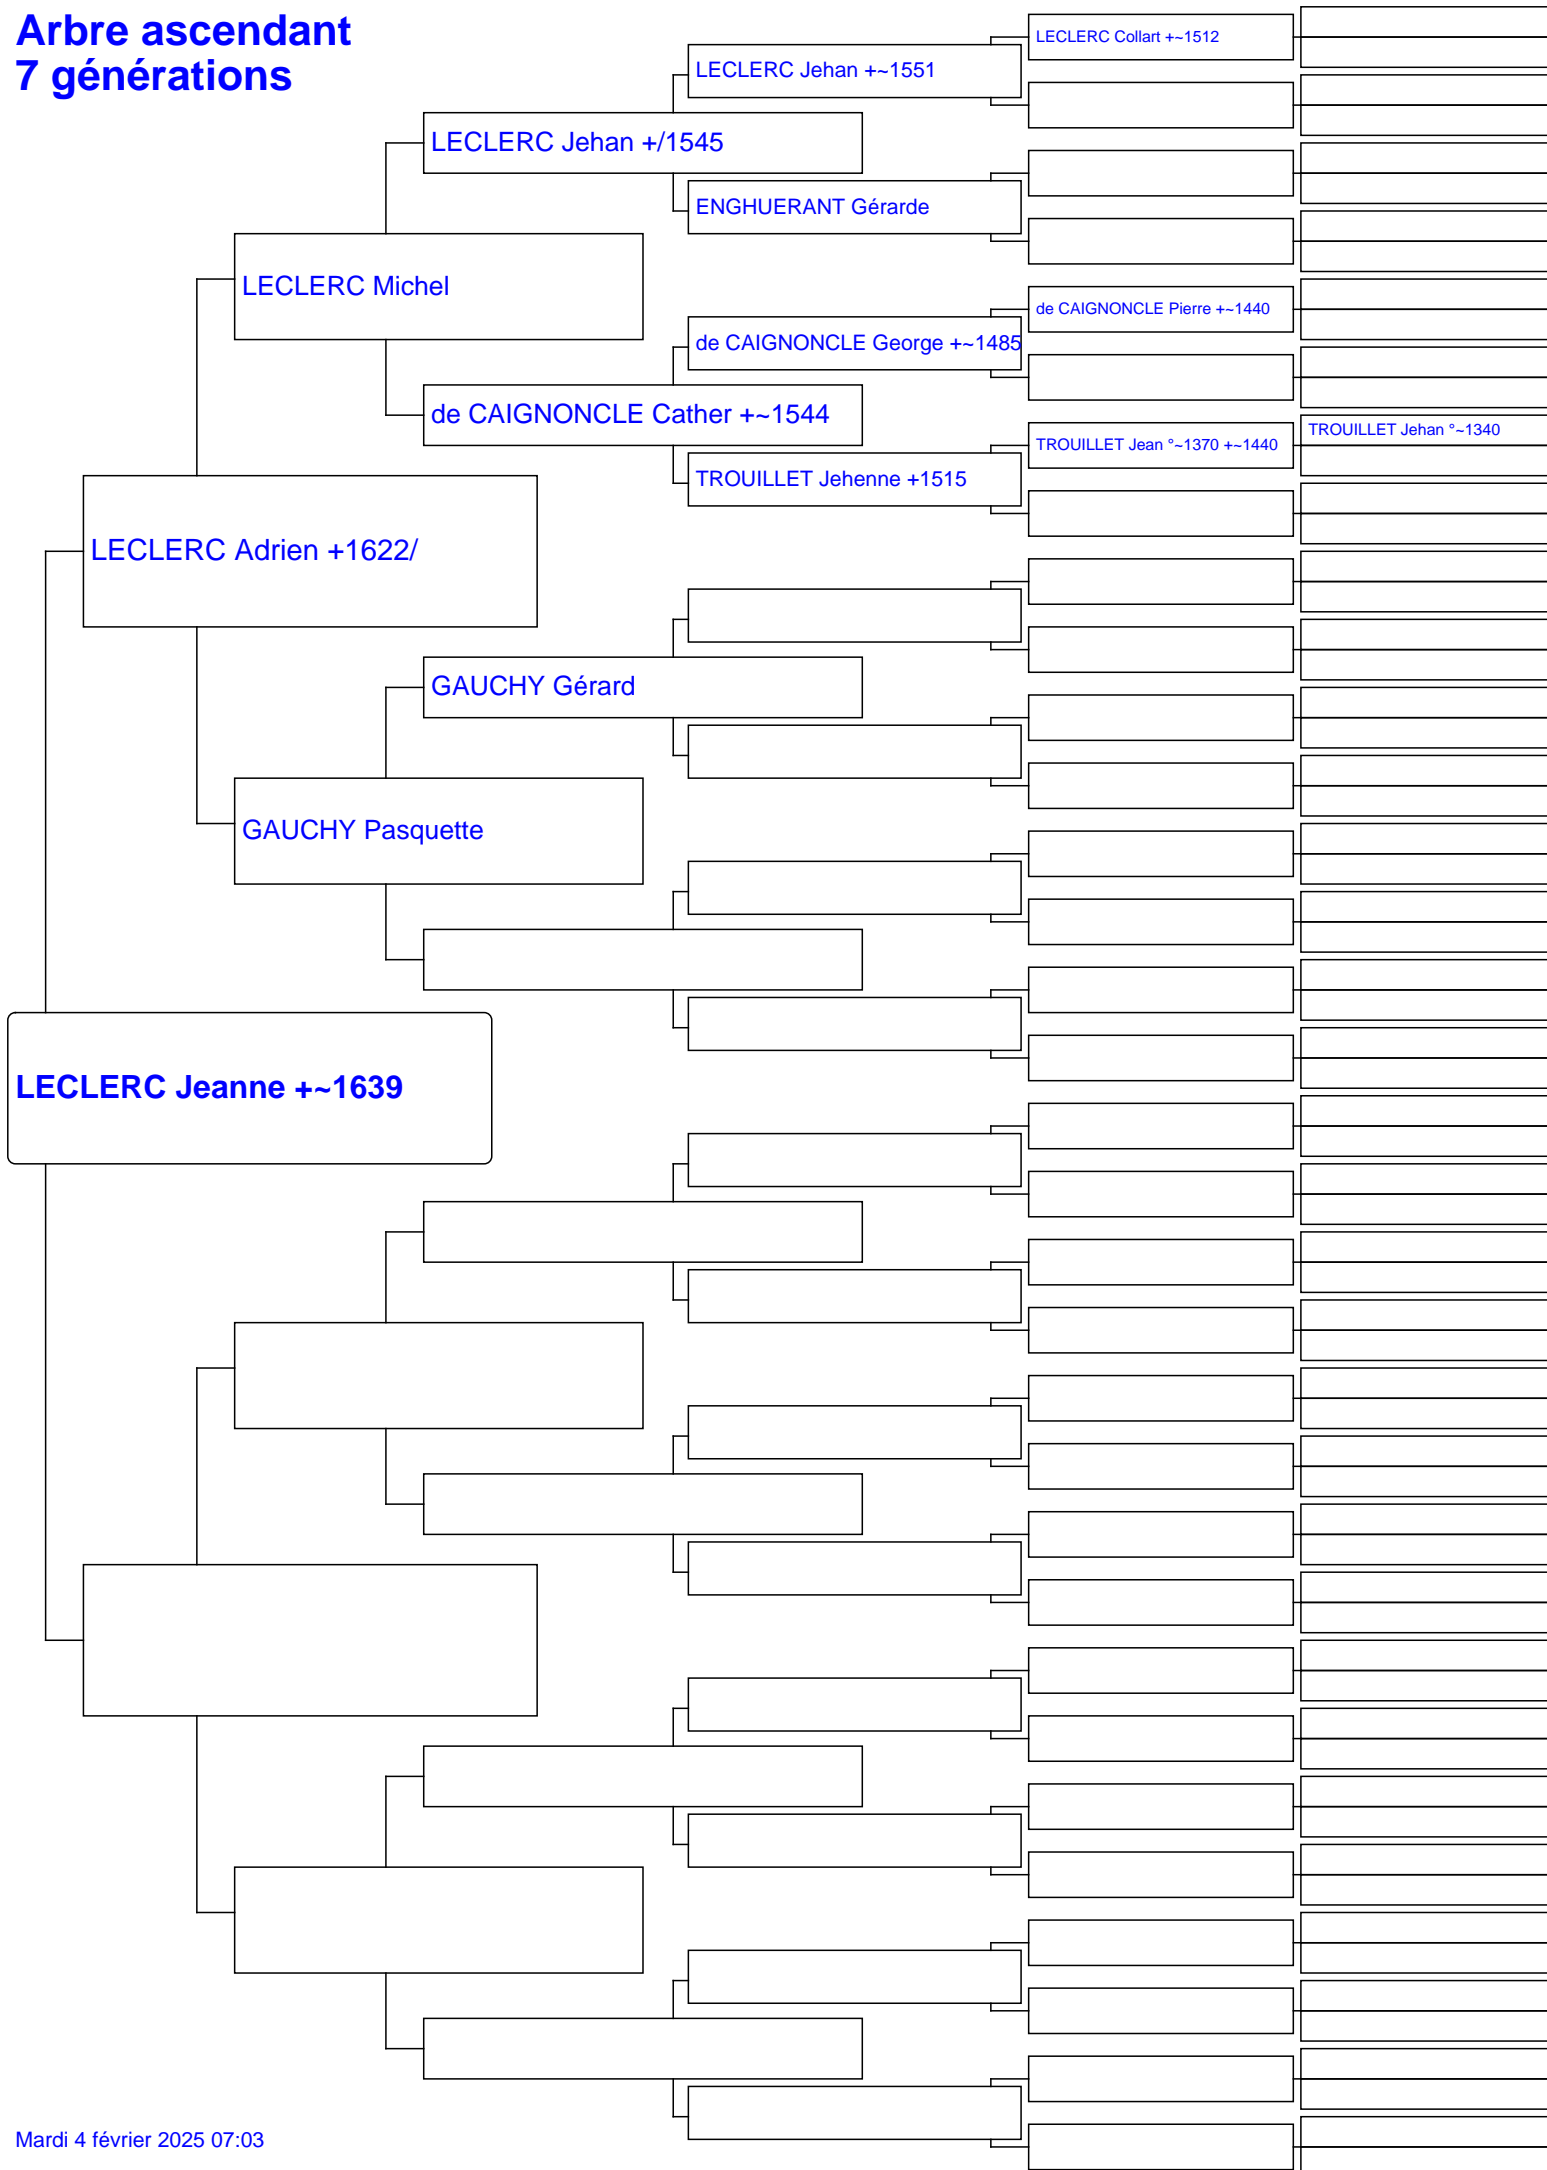 Arbre ascendant
7 générations
LECLERC Collart +~1512
LECLERC Jehan +~1551
LECLERC Jehan +/1545
ENGHUERANT Gérarde
LECLERC Michel
de CAIGNONCLE Pierre +~1440
de CAIGNONCLE George +~1485
de CAIGNONCLE Cather +~1544
TROUILLET Jehan °~1340
TROUILLET Jean °~1370 +~1440
TROUILLET Jehenne +1515
LECLERC Adrien +1622/
GAUCHY Gérard
GAUCHY Pasquette
LECLERC Jeanne +~1639
Mardi 4 février 2025 07:03